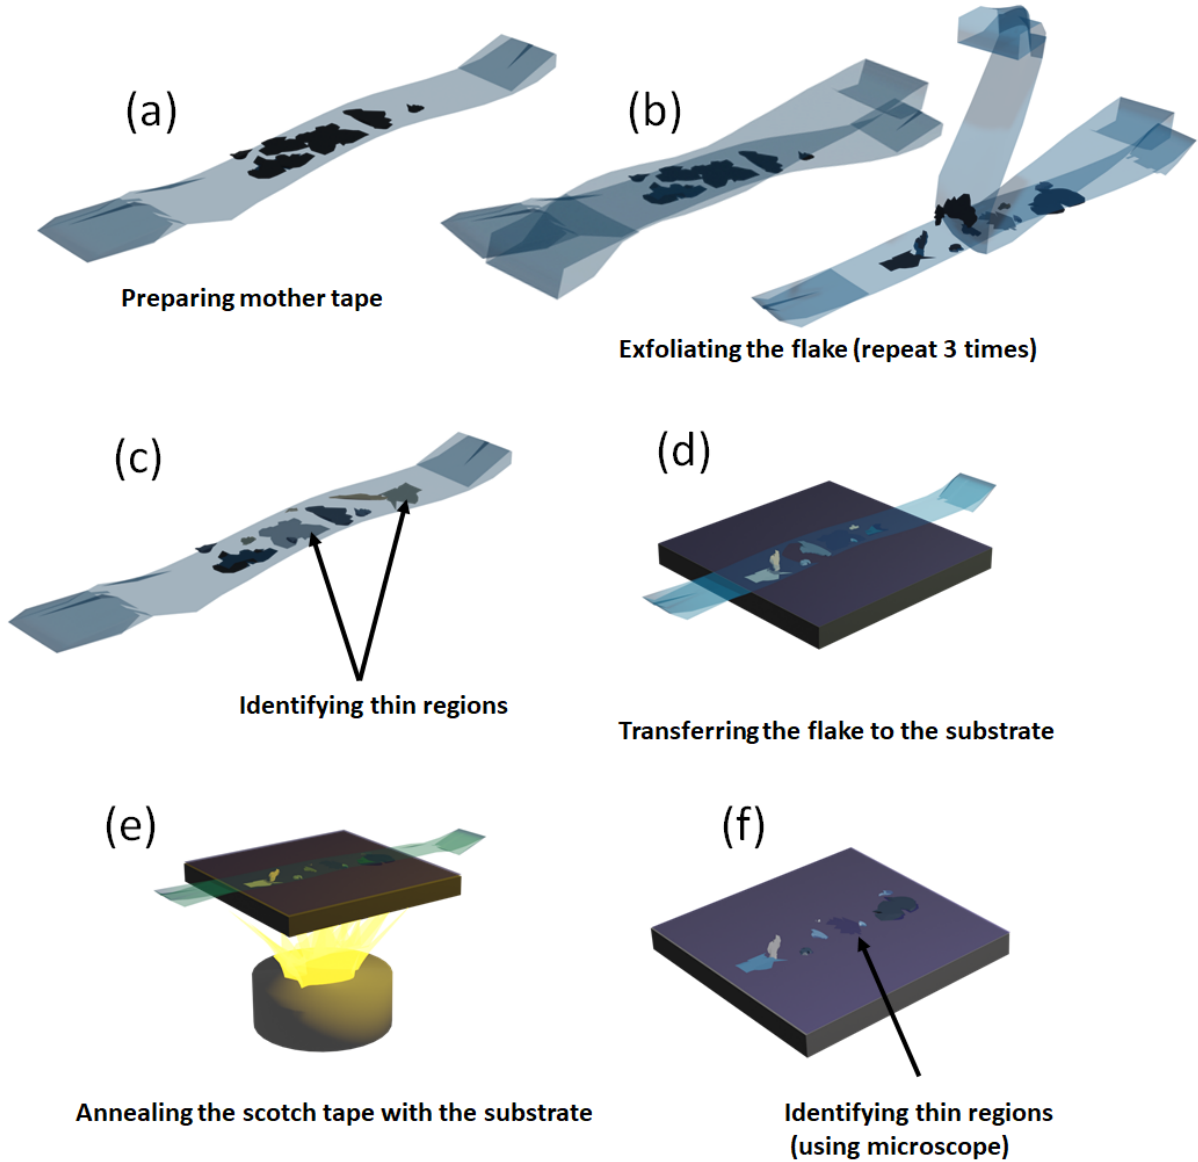 (a)
Preparing mother tape
(b)
Exfoliating the flake (repeat 3 times)
(c)
Identifying thin regions
(d)
Transferring the flake to the substrate
(e)
Annealing the scotch tape with the substrate
(f)
Identifying thin regions
(using microscope)